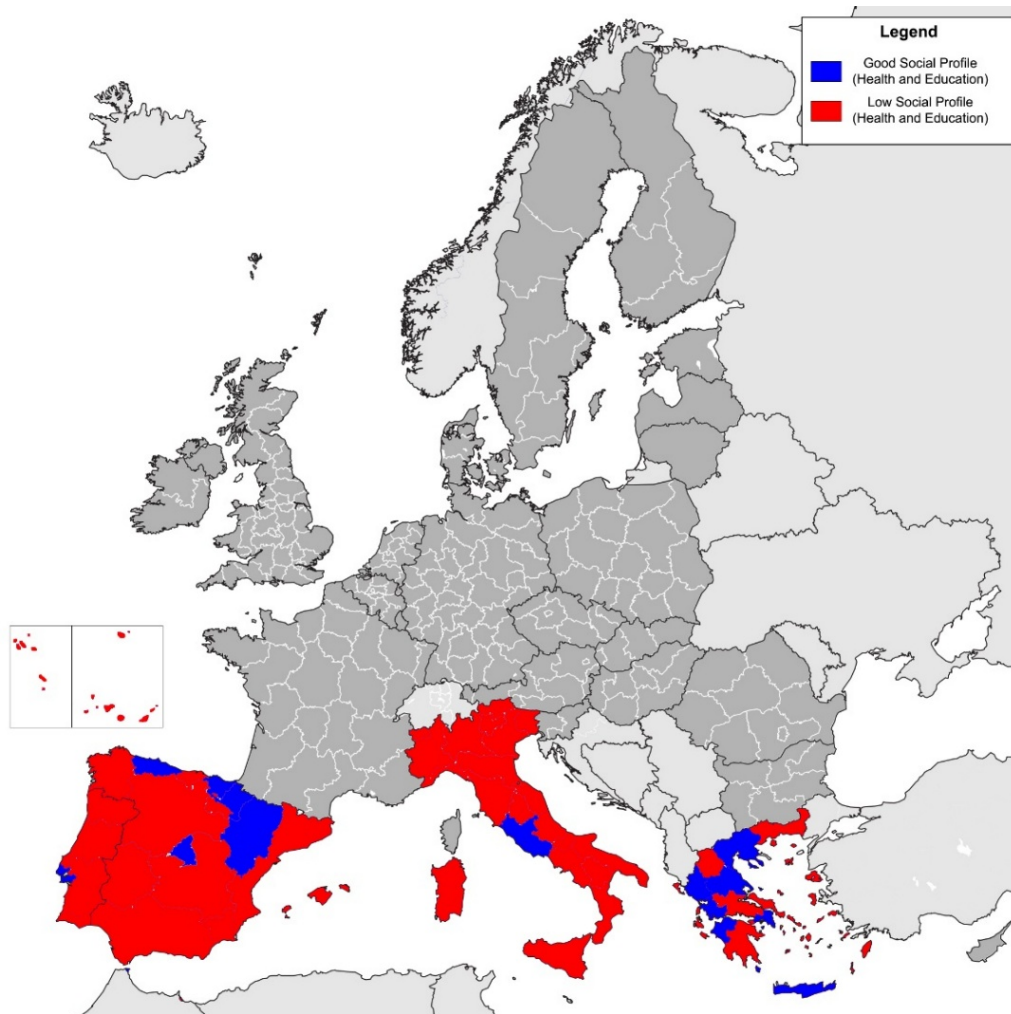 Legend
Good Social Profile
(Health and Education)
Low Social Profile
(Health and Education)